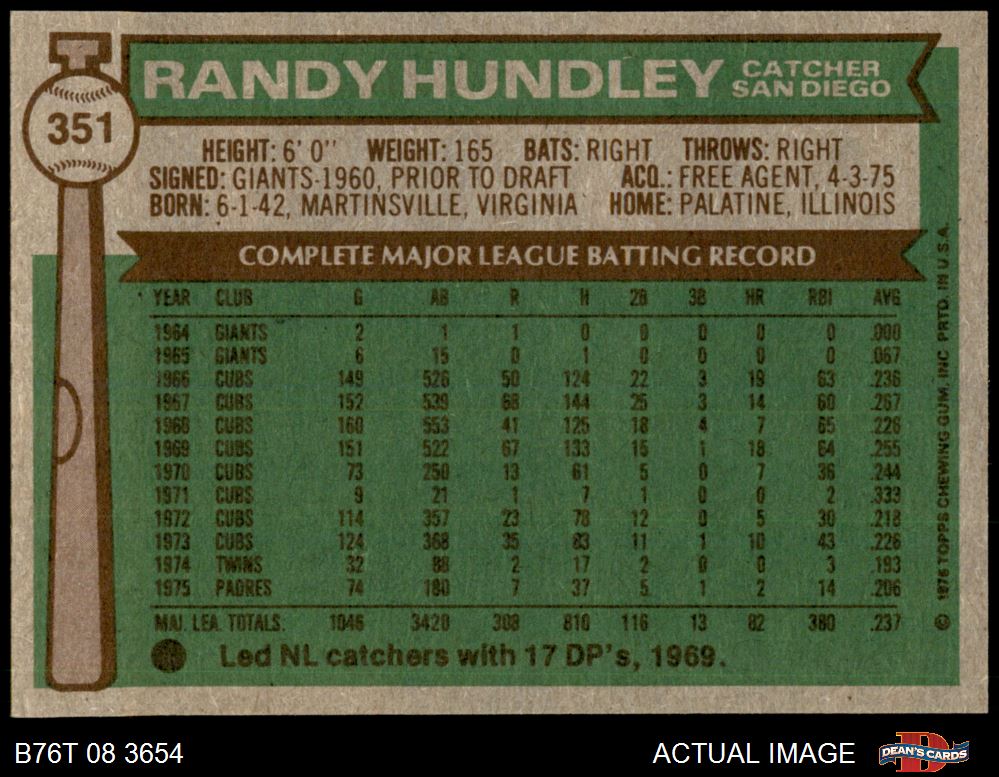 351
RANDY HUNDLEY CATCHER SAN DIEGO
HEIGHT: 6' 0" WEIGHT: 165 BATS: RIGHT THROWS: RIGHT
SIGNED: GIANTS-1960, PRIOR TO DRAFT ACQ.: FREE AGENT, 4-3-75
BORN: 6-1-42, MARTINSVILLE, VIRGINIA HOME: PALATINE, ILLINOIS
COMPLETE MAJOR LEAGUE BATTING RECORD
YEAR CLUB G AB R H 2B 3B HR RBI AVG
1964 GIANTS 2 1 1 0 0 0 0 0 .000
1965 GIANTS 6 15 0 1 0 0 0 0 .067
1966 CUBS 149 526 50 124 22 3 19 63 .236
1967 CUBS 152 539 68 144 25 3 14 60 .267
1968 CUBS 160 553 41 125 18 4 7 65 .226
1969 CUBS 151 522 67 133 15 1 18 64 .255
1970 CUBS 73 250 13 61 5 0 7 36 .244
1971 CUBS 9 21 1 7 1 0 0 2 .333
1972 CUBS 114 357 23 78 12 0 5 30 .218
1973 CUBS 124 368 35 83 11 1 10 43 .226
1974 TWINS 32 88 2 17 2 0 0 3 .193
1975 PADRES 74 180 7 37 5 1 2 14 .206
MAJ. LEA. TOTALS: 1046 3420 308 810 116 13 82 380 .237
Led NL catchers with 17 DP's, 1969.
© 1976 TOPPS CHEWING GUM, INC. PRTD. IN U.S.A.
B76T 08 3654
ACTUAL IMAGE
DEAN'S CARDS